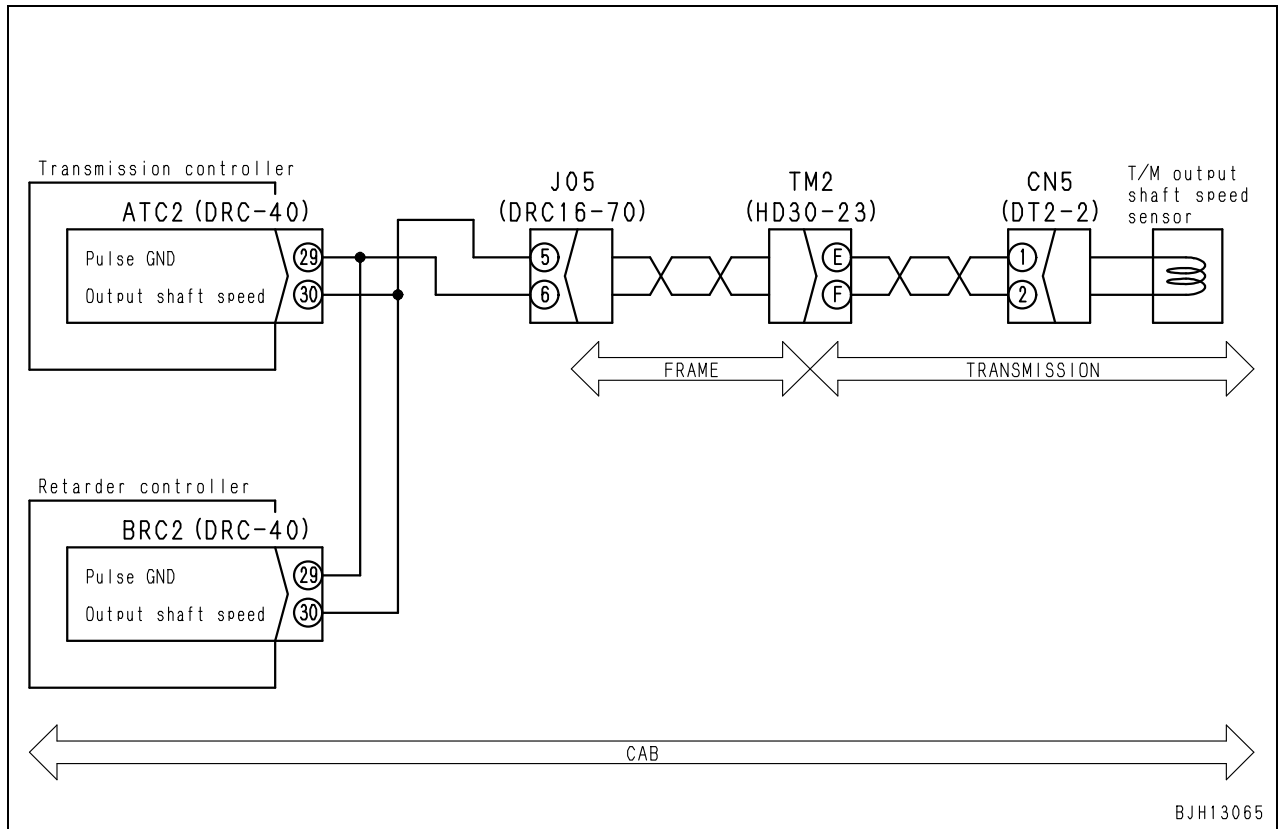 Transmission controller
ATC2 (DRC-40)
Pulse GND
29
Output shaft speed
30
J05
(DRC16-70)
5
6
TM2
(HD30-23)
E
F
CN5
(DT2-2)
1
2
T/M output
shaft speed
sensor
FRAME
TRANSMISSION
Retarder controller
BRC2 (DRC-40)
Pulse GND
29
Output shaft speed
30
CAB
BJH13065